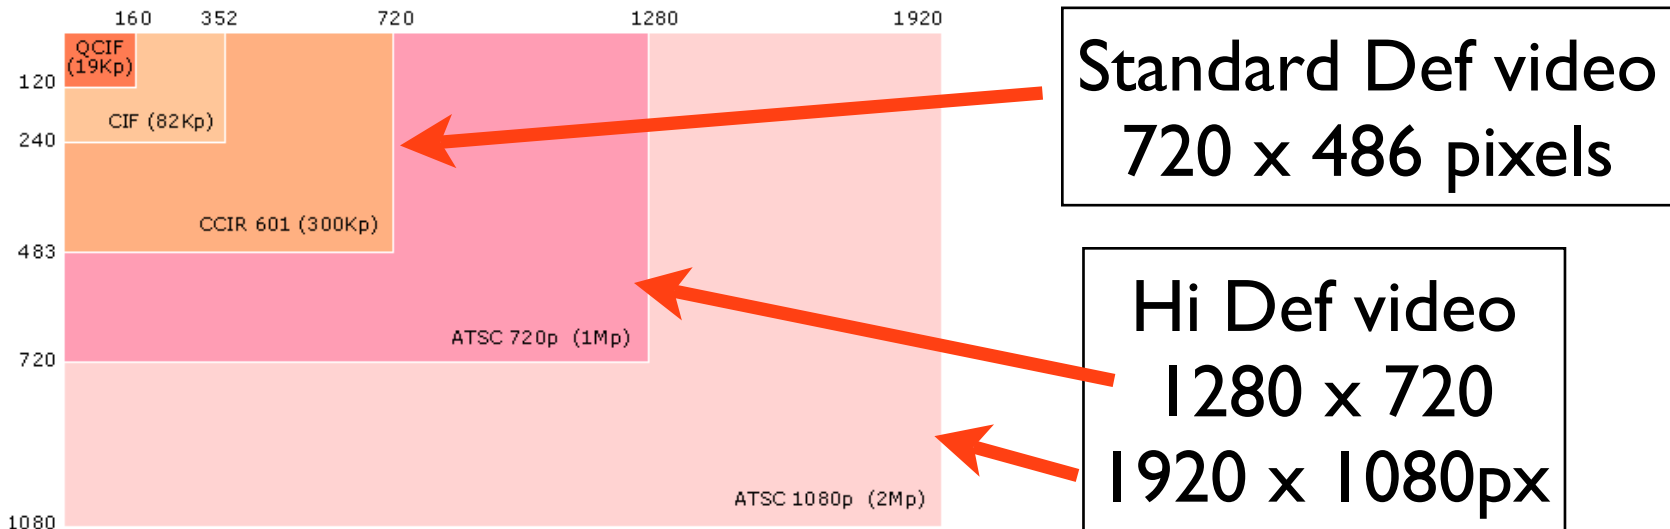 160 352 720 1280 1920
QCIF
(19Kp)
120
CIF (82Kp)
240
CCIR 601 (300Kp)
483
ATSC 720p (1Mp)
720
ATSC 1080p (2Mp)
1080
Standard Def video
720 x 486 pixels
Hi Def video
1280 x 720
1920 x 1080px